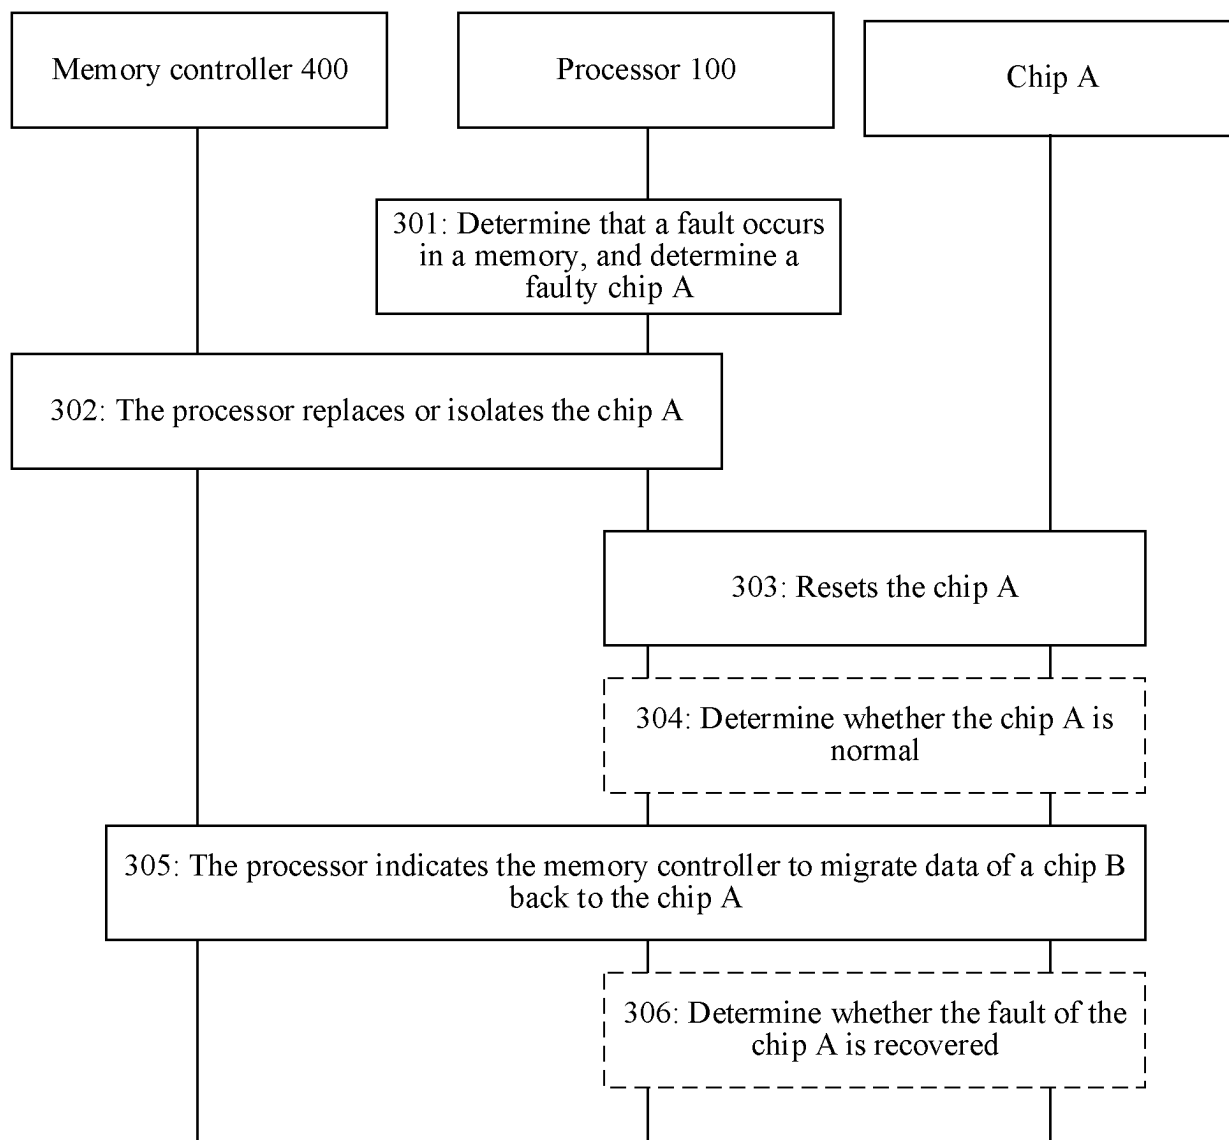 Memory controller 400
Processor 100
Chip A
301: Determine that a fault occurs
in a memory, and determine a
faulty chip A
302: The processor replaces or isolates the chip A
303: Resets the chip A
304: Determine whether the chip A is
normal
305: The processor indicates the memory controller to migrate data of a chip B
back to the chip A
306: Determine whether the fault of the
chip A is recovered